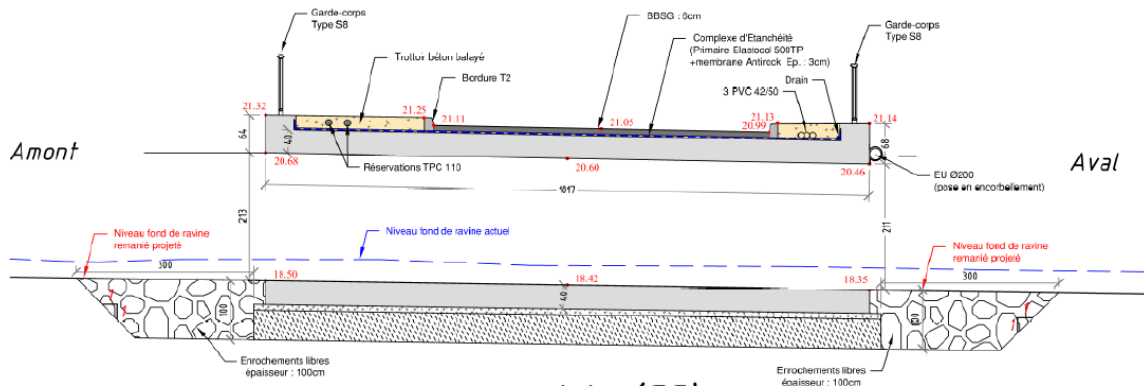 Garde-corps
Type S8
BBSG : 6cm
Complexe d'Etanchéité
(Primaire Elastocol 500TP
+membrane Antirock Ep. : 3cm)
Garde-corps
Type S8
Trottoir béton balayé
Bordure T2
Drain
3 PVC 42/50
21.32
21.25
21.11
21.05
21.13
20.99
21.14
64
40
68
Amont
Aval
20.68
Réservations TPC 110
20.60
20.46
EU Ø200
(pose en encorbellement)
1017
213
211
Niveau fond de ravine
remanié projeté
Niveau fond de ravine actuel
Niveau fond de ravine
remanié projeté
300
300
18.50
18.42
18.35
40
100
100
Enrochements libres
épaisseur : 100cm
Enrochements libres
épaisseur : 100cm